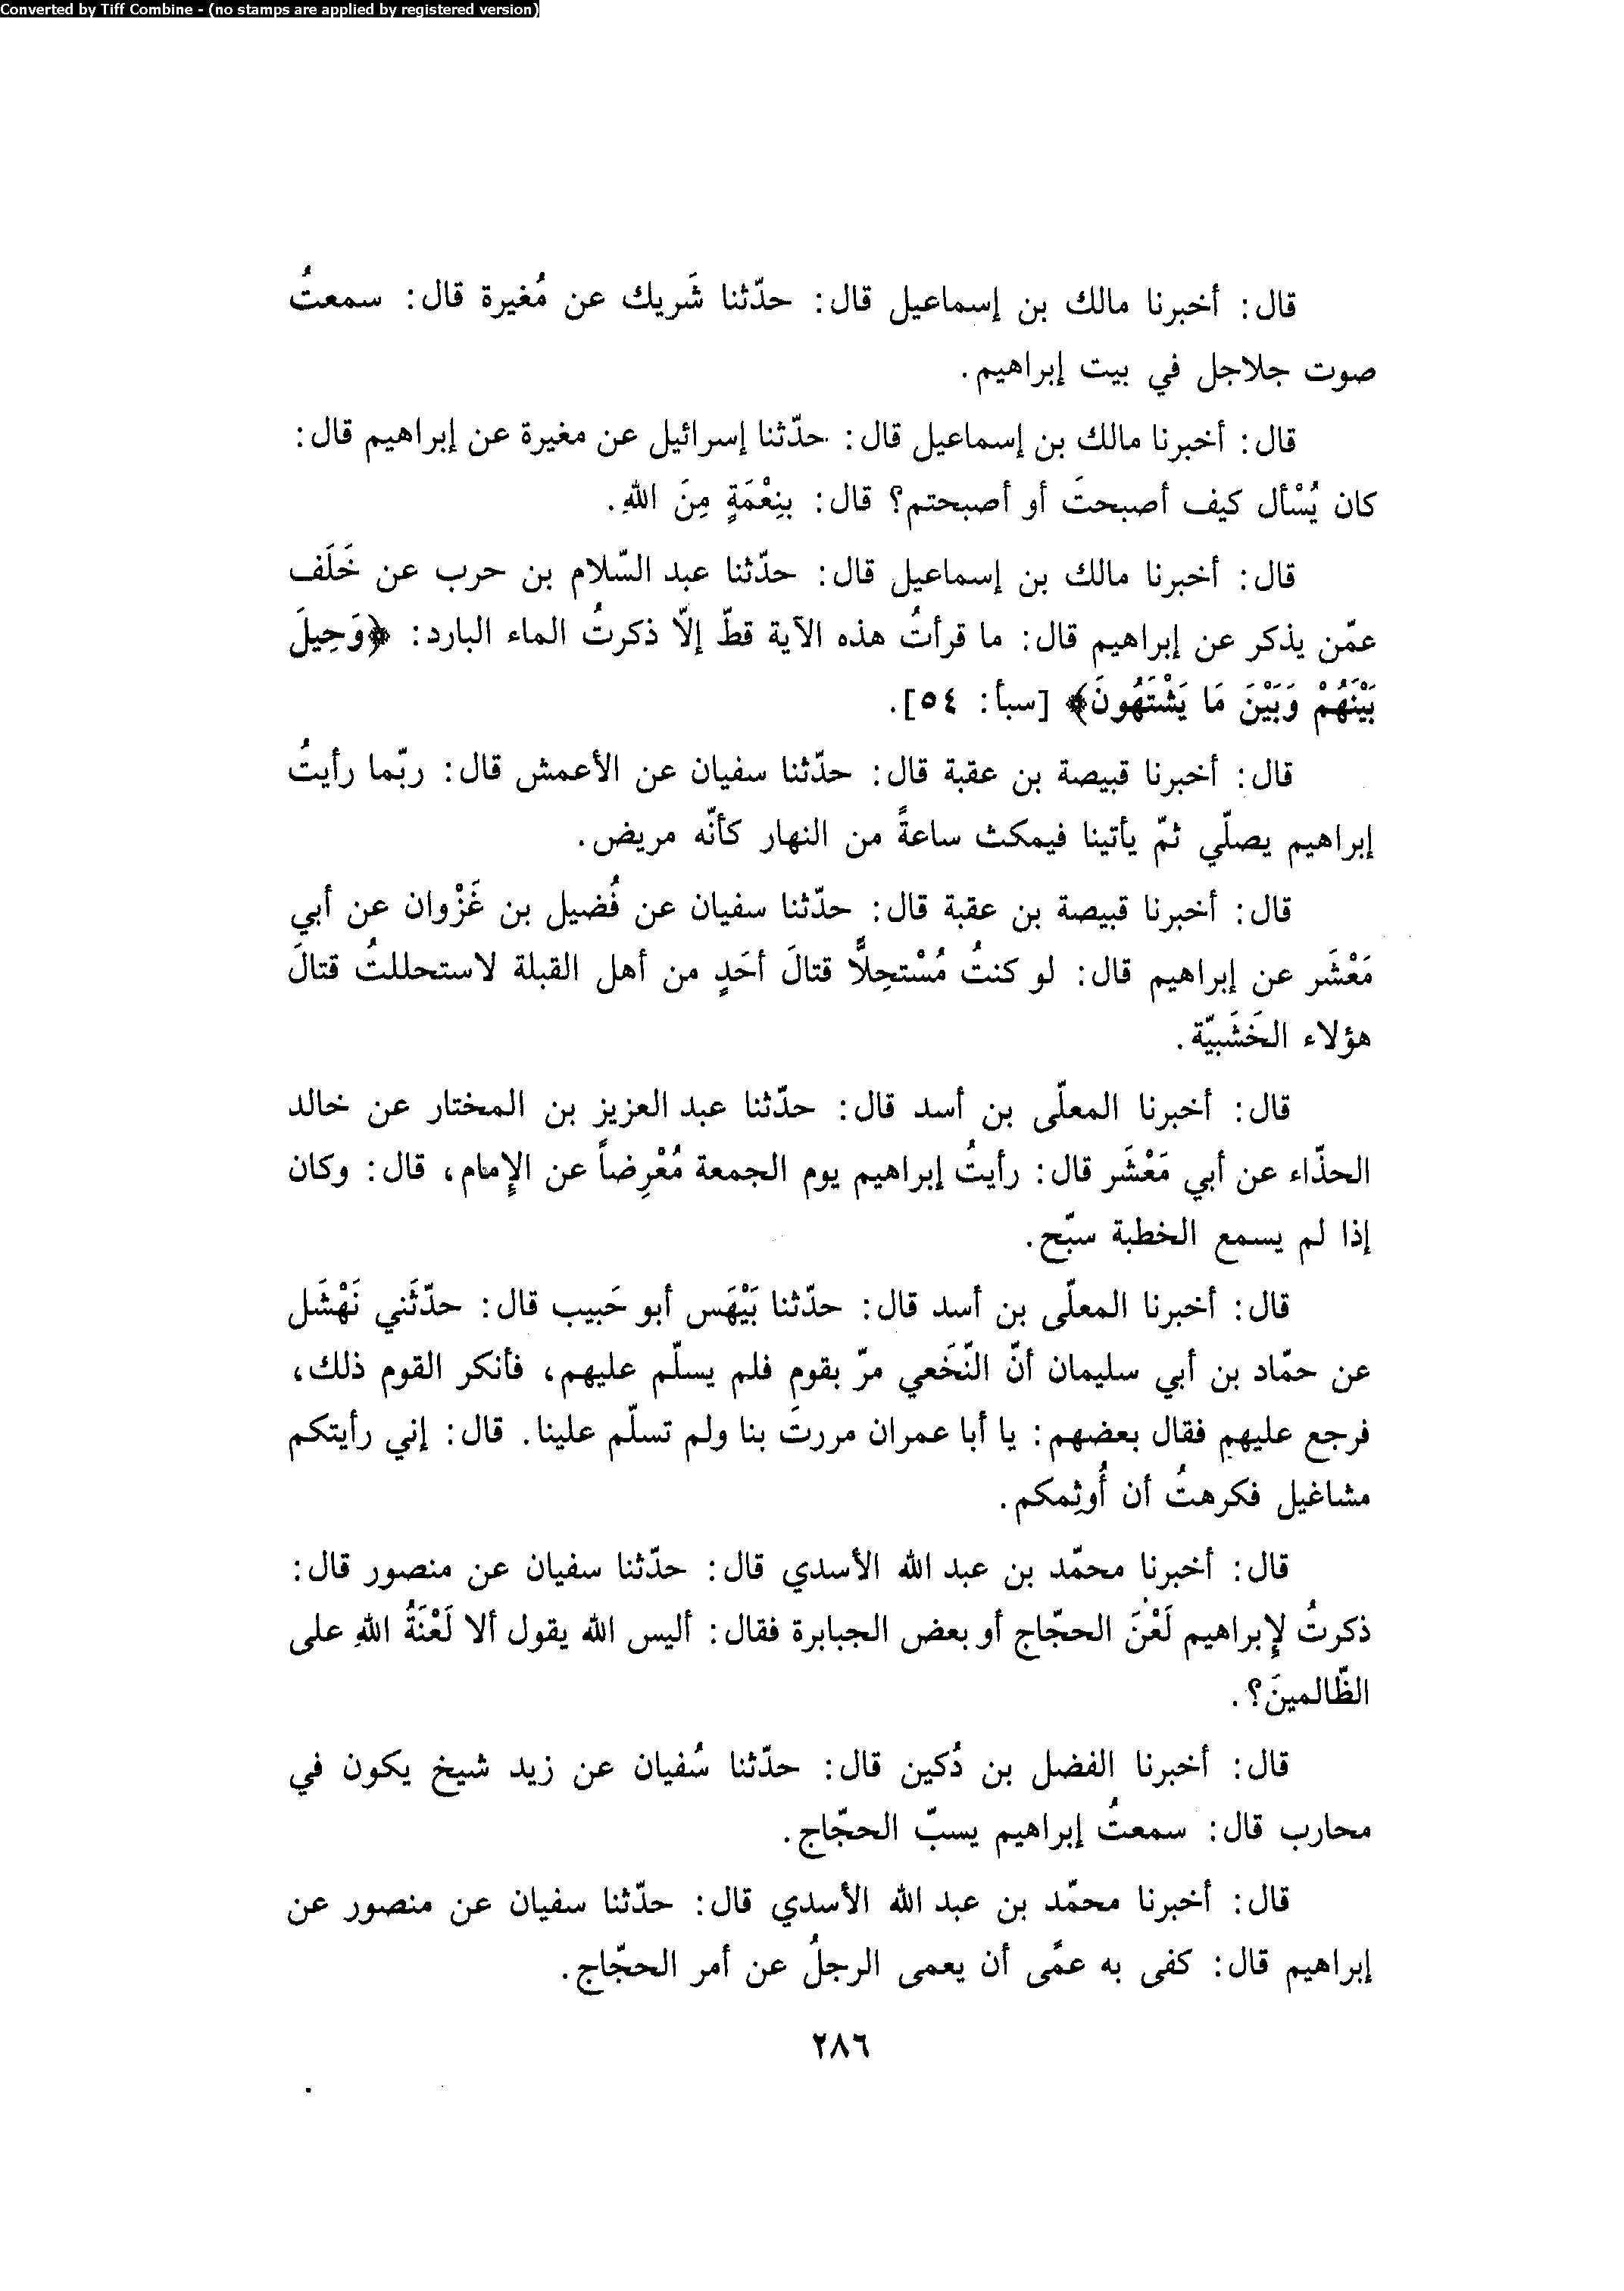 Converted by Tiff Combine - (no stamps are applied by registered version)
قال: أخبرنا مالك بن إسماعيل قال: حدّثنا شَريك عن مُغيرة قال: سمعتُ
صوت جلاجل في بيت إبراهيم.
قال: أخبرنا مالك بن إسماعيل قال: حدّثنا إسرائيل عن مغيرة عن إبراهيم قال:
كان يُسْأل كيف أصبحتَ أو أصبحتم؟ قال: بنِعْمَةٍ مِنَ اللهِ.
قال: أخبرنا مالك بن إسماعيل قال: حدّثنا عبد السّلام بن حرب عن خَلَف
عمّن يذكر عن إبراهيم قال: ما قرأتُ هذه الآية قطّ إلّا ذكرتُ الماء البارد: ﴿وَحِيلَ
بَيْنَهُمْ وَبَيْنَ مَا يَشْتَهُونَ﴾ [سبأ: ٥٤].
قال: أخبرنا قبيصة بن عقبة قال: حدّثنا سفيان عن الأعمش قال: ربّما رأيتُ
إبراهيم يصلّي ثمّ يأتينا فيمكث ساعةً من النهار كأنّه مريض.
قال: أخبرنا قبيصة بن عقبة قال: حدّثنا سفيان عن فُضيل بن غَزْوان عن أبي
مَعْشَر عن إبراهيم قال: لو كنتُ مُسْتحِلاًّ قتالَ أحَدٍ من أهل القبلة لاستحللتُ قتالَ
هؤلاء الخَشَبيّة.
قال: أخبرنا المعلّى بن أسد قال: حدّثنا عبد العزيز بن المختار عن خالد
الحذّاء عن أبي مَعْشَر قال: رأيتُ إبراهيم يوم الجمعة مُعْرِضاً عن الإمام، قال: وكان
إذا لم يسمع الخطبة سبّح.
قال: أخبرنا المعلّى بن أسد قال: حدّثنا بَيْهَس أبو حَبيب قال: حدّثَني نَهْشَل
عن حمّاد بن أبي سليمان أنّ النّخَعي مرّ بقوم فلم يسلّم عليهم، فأنكر القوم ذلك،
فرجع عليهم فقال بعضهم: يا أبا عمران مررتَ بنا ولم تسلّم علينا. قال: إني رأيتكم
مشاغيل فكرهتُ أن أُوثِمكم.
قال: أخبرنا محمّد بن عبد الله الأسدي قال: حدّثنا سفيان عن منصور قال:
ذكرتُ لإبراهيم لَعْنَ الحجّاج أو بعض الجبابرة فقال: أليس الله يقول ألا لَعْنَةُ اللهِ على
الظّالمينَ؟.
قال: أخبرنا الفضل بن دُكين قال: حدّثنا سُفيان عن زيد شيخ يكون في
محارب قال: سمعتُ إبراهيم يسبّ الحجّاج.
قال: أخبرنا محمّد بن عبد الله الأسدي قال: حدّثنا سفيان عن منصور عن
إبراهيم قال: كفى به عمًى أن يعمى الرجلُ عن أمر الحجّاج.
٢٨٦